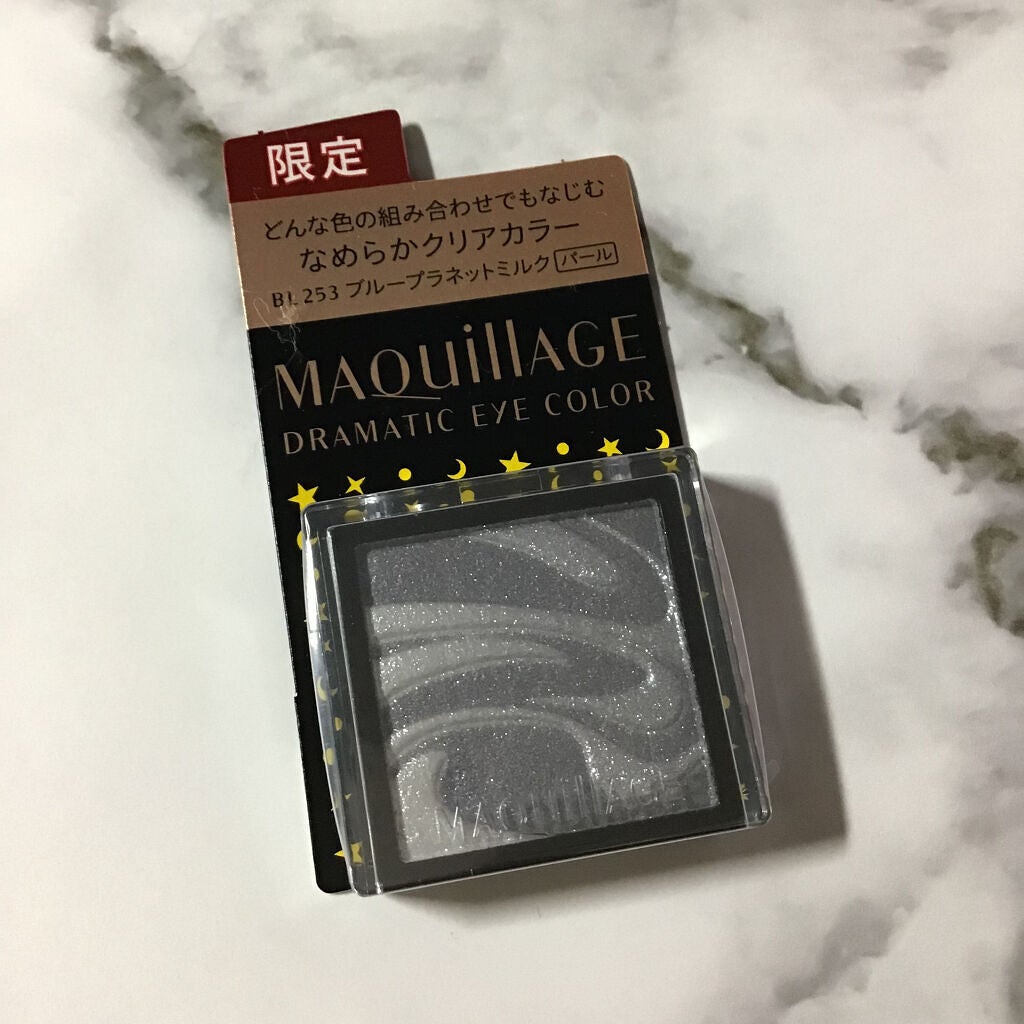 限定
どんな色の組み合わせでもなじむ
なめらかクリアカラー
BL253 ブループラネットミルク パール
MAQuillAGE
DRAMATIC EYE COLOR
MAQuillAGE